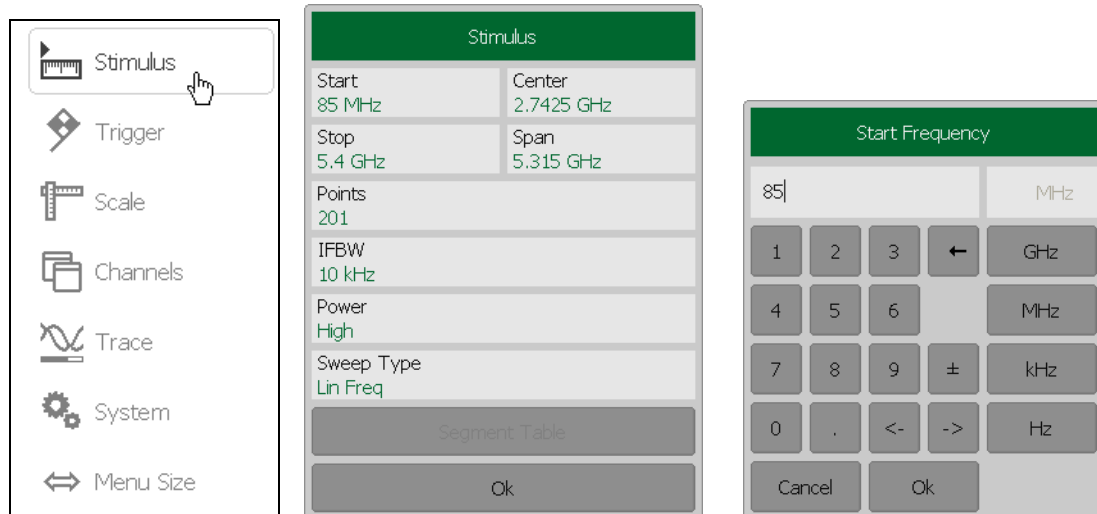 Stimulus
Trigger
Scale
Channels
Trace
System
Menu Size
Stimulus
Start Center
85 MHz 2.7425 GHz
Stop Span
5.4 GHz 5.315 GHz
Points
201
IFBW
10 kHz
Power
High
Sweep Type
Lin Freq
Segment Table
Ok
Start Frequency
85 MHz
1 2 3 ← GHz
4 5 6 MHz
7 8 9 ± kHz
0 . <- -> Hz
Cancel Ok